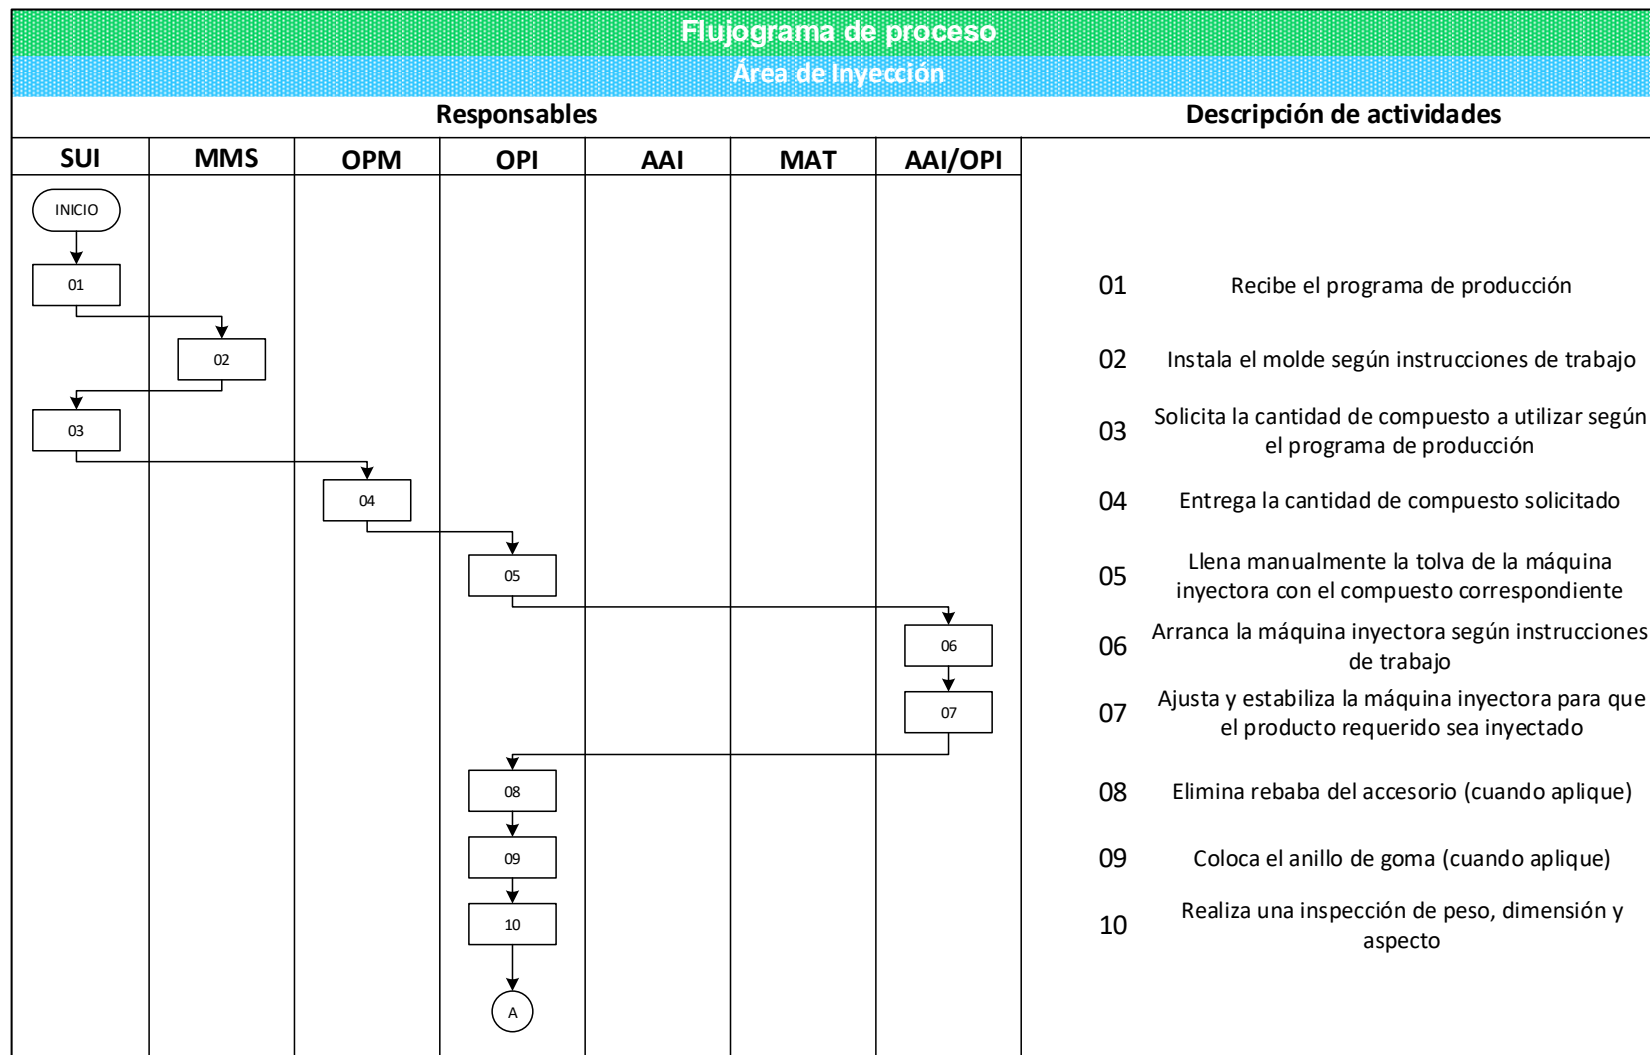 Flujograma de proceso
Área de Inyección
Responsables
Descripción de actividades
SUI
MMS
OPM
OPI
AAI
MAT
AAI/OPI
INICIO
01
01
Recibe el programa de producción
02
02
Instala el molde según instrucciones de trabajo
03
03
Solicita la cantidad de compuesto a utilizar según
el programa de producción
04
04
Entrega la cantidad de compuesto solicitado
05
05
Llena manualmente la tolva de la máquina
inyectora con el compuesto correspondiente
06
06
Arranca la máquina inyectora según instrucciones
de trabajo
07
07
Ajusta y estabiliza la máquina inyectora para que
el producto requerido sea inyectado
08
08
Elimina rebaba del accesorio (cuando aplique)
09
09
Coloca el anillo de goma (cuando aplique)
10
10
Realiza una inspección de peso, dimensión y
aspecto
A